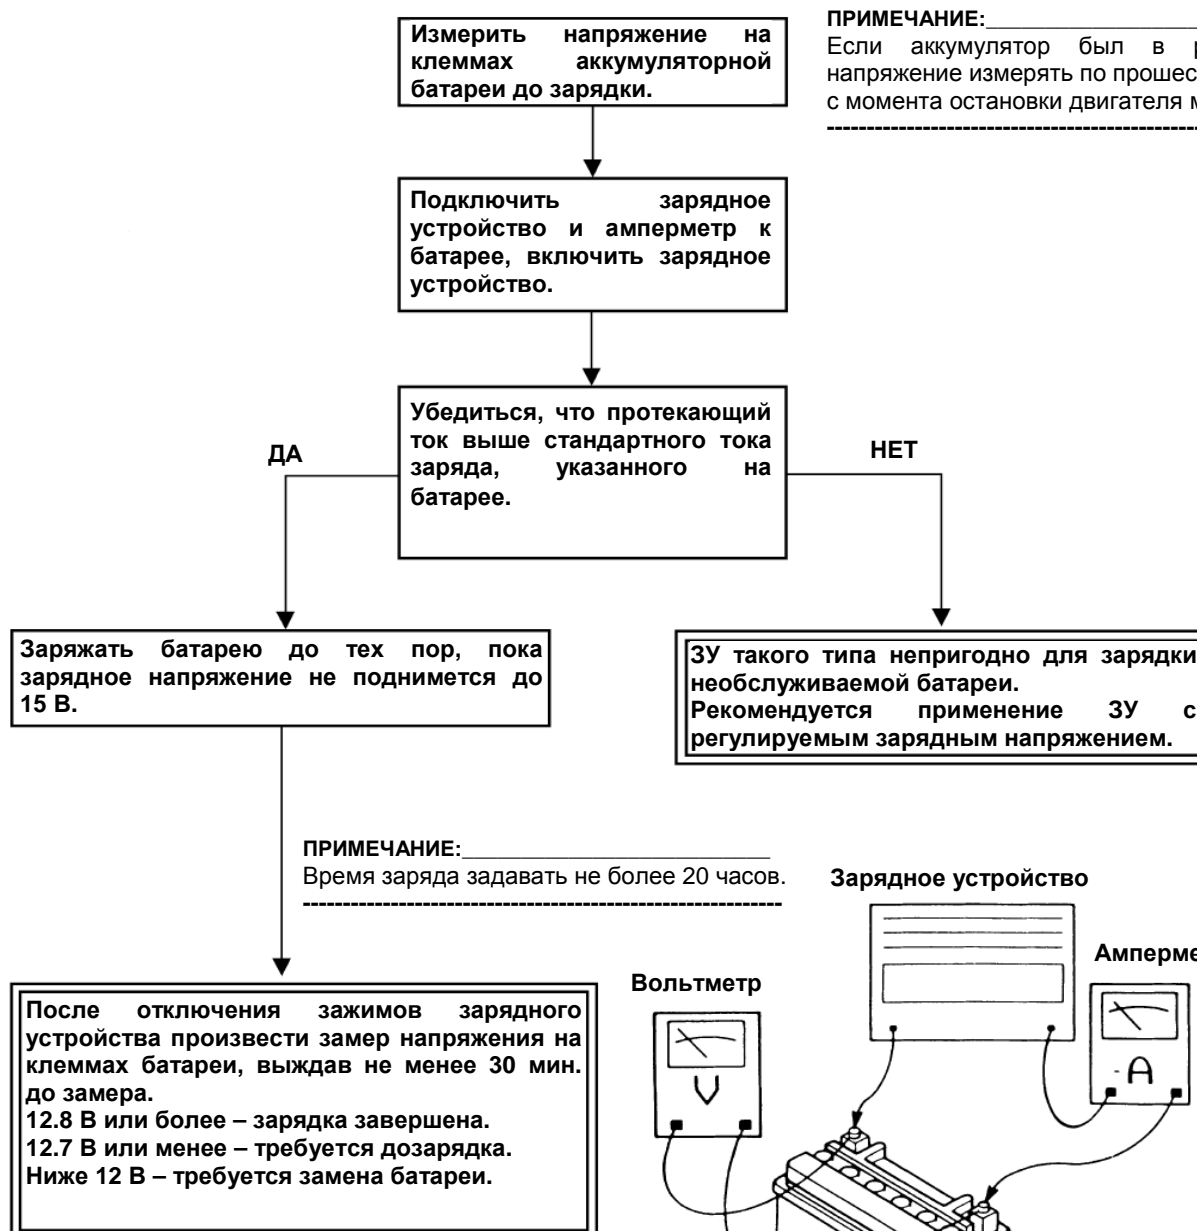 Измерить напряжение на
клеммах аккумуляторной
батареи до зарядки.
ПРИМЕЧАНИЕ:
Если аккумулятор был в
напряжение измерять по
с момента остановки двигателя
Подключить зарядное
устройство и амперметр к
батарее, включить зарядное
устройство.
Убедиться, что протекающий
ток выше стандартного тока
заряда, указанного на
батарее.
ДА
НЕТ
Заряжать батарею до тех пор, пока
зарядное напряжение не поднимется до
15 В.
ЗУ такого типа непригодно для зарядки
необслуживаемой батареи.
Рекомендуется применение ЗУ с
регулируемым зарядным напряжением.
ПРИМЕЧАНИЕ:
Время заряда задавать не более 20 часов.
После отключения зажимов зарядного
устройства произвести замер напряжения на
клеммах батареи, выждав не менее 30 мин.
до замера.
12.8 В или более – зарядка завершена.
12.7 В или менее – требуется дозарядка.
Ниже 12 В – требуется замена батареи.
Зарядное устройство
Вольтметр
V
A